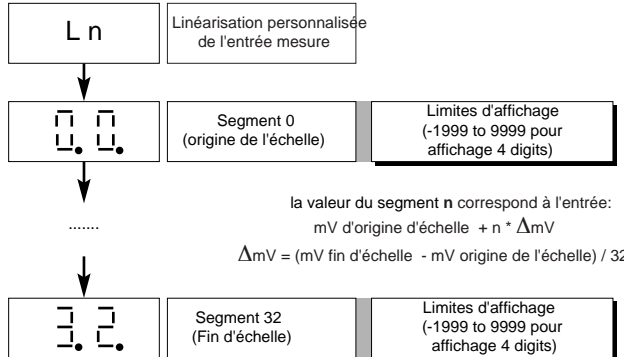 L n
Linéarisation personnalisée
de l'entrée mesure
0. 0.
Segment 0
(origine de l'échelle)
Limites d'affichage
(-1999 to 9999 pour
affichage 4 digits)
la valeur du segment n correspond à l'entrée:
mV d'origine d'échelle + n * ΔmV
.......
ΔmV = (mV fin d'échelle - mV origine de l'échelle) / 32
3. 2.
Segment 32
(Fin d'échelle)
Limites d'affichage
(-1999 to 9999 pour
affichage 4 digits)